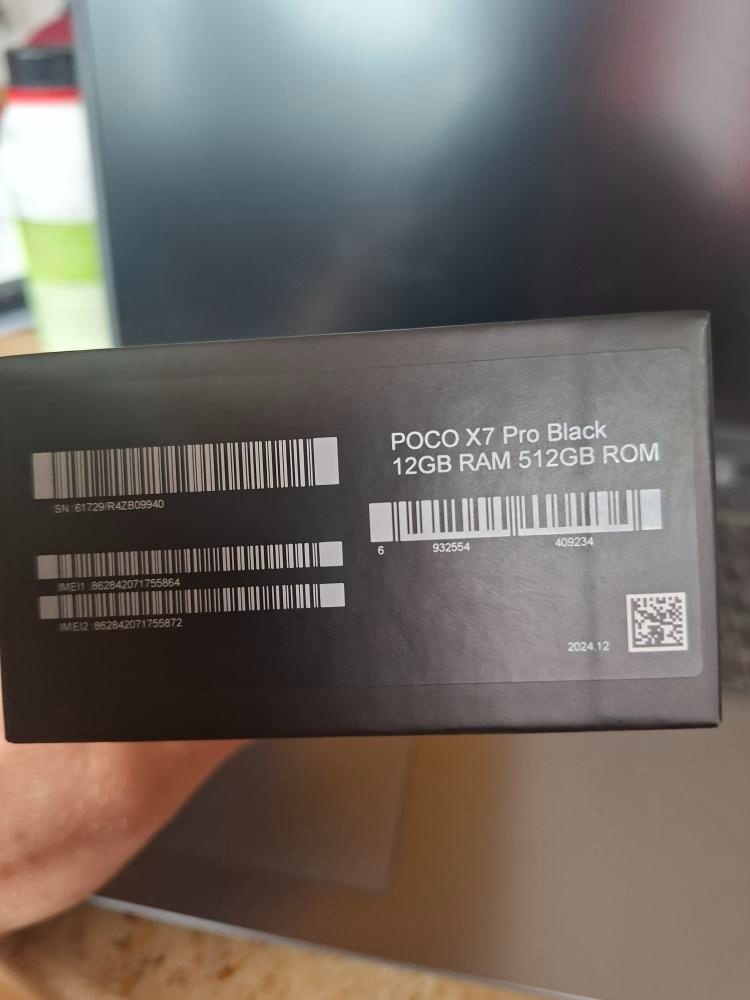 POCO X7 Pro Black
12GB RAM 512GB ROM
SN:61729/R4ZB09940
6 932554 409234
IMEI1:862842071755864
IMEI2:862842071755872
2024.12